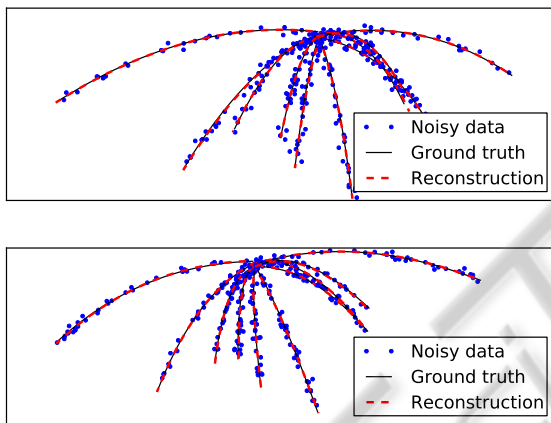 Noisy data
Ground truth
Reconstruction
Noisy data
Ground truth
Reconstruction